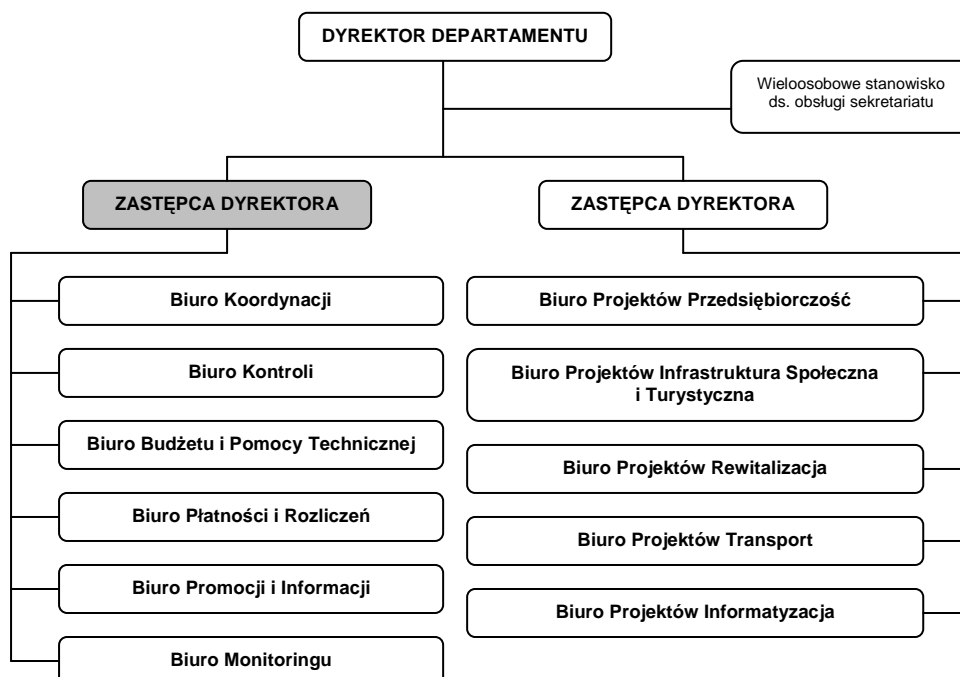 DYREKTOR DEPARTAMENTU
Wieloosobowe stanowisko
ds. obsługi sekretariatu
ZASTĘPCA DYREKTORA
ZASTĘPCA DYREKTORA
Biuro Koordynacji
Biuro Kontroli
Biuro Budżetu i Pomocy Technicznej
Biuro Płatności i Rozliczeń
Biuro Promocji i Informacji
Biuro Monitoringu
Biuro Projektów Przedsiębiorczość
Biuro Projektów Infrastruktura Społeczna
i Turystyczna
Biuro Projektów Rewitalizacja
Biuro Projektów Transport
Biuro Projektów Informatyzacja